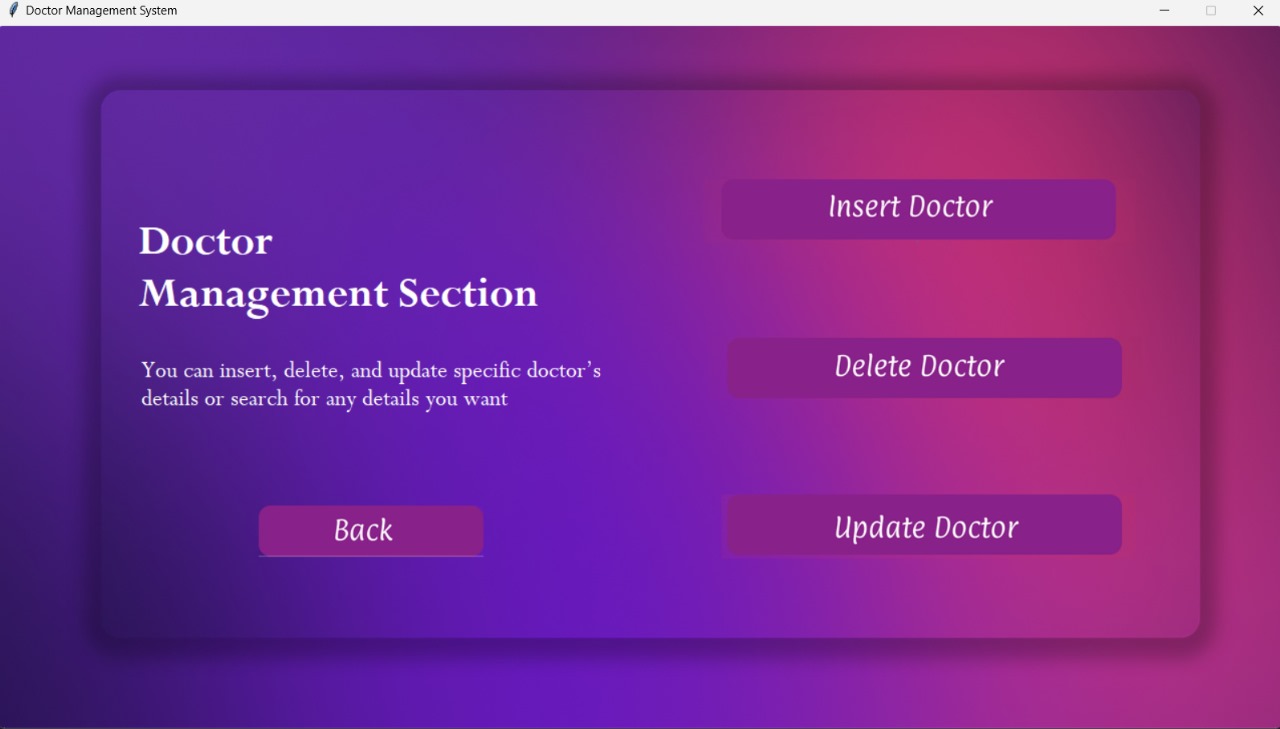 Doctor Management System
Doctor
Management Section
You can insert, delete, and update specific doctor's
details or search for any details you want
Back
Insert Doctor
Delete Doctor
Update Doctor